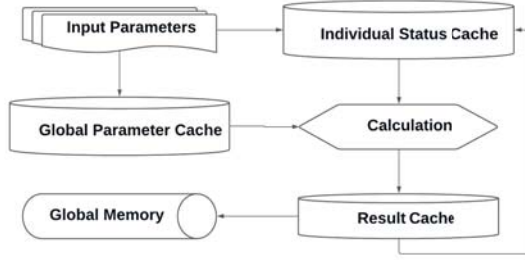 Input Parameters
Individual Status Cache
Global Parameter Cache
Calculation
Global Memory
Result Cache